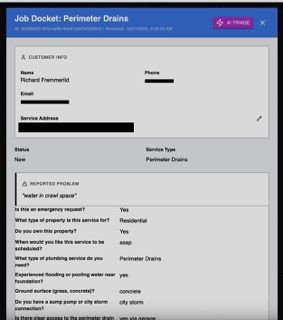 Job Docket: Perimeter Drains
AI TRIAGE
CUSTOMER INFO
Name
Phone
Richard Fremmerlid
Email
Service Address
Status
Service Type
New
Perimeter Drains
REPORTED PROBLEM
"water in crawl space"
Is this an emergency request? Yes
What type of property is this service for? Residential
Do you own this property? Yes
When would you like this service to be scheduled? asap
What type of plumbing service do you need? Perimeter Drains
Experienced flooding or pooling water near foundation? yes
Ground surface (grass, concrete)? concrete
Do you have a sump pump or city storm connection? city storm
Is there clear access to the perimeter drain yes via garage